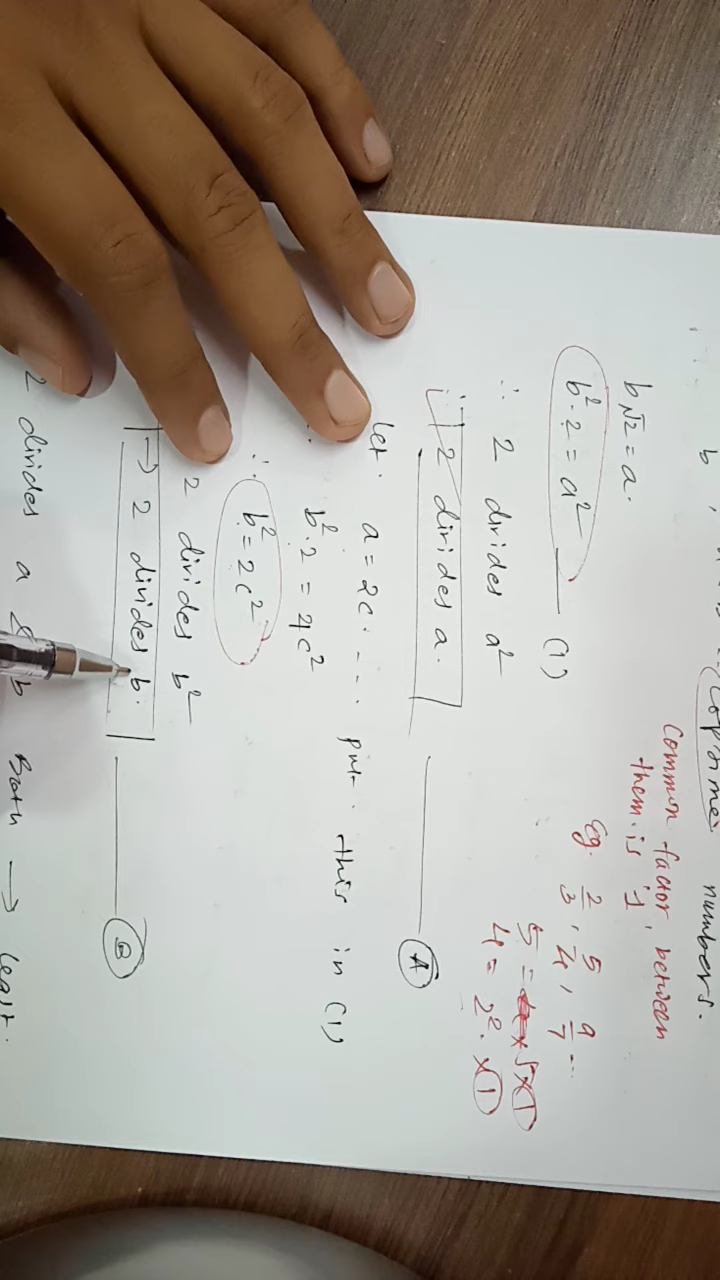 b, coprime numbers.
Common factor between
them is '1
b√2 = a.
b²·2 = a² — (1)
Eg. 2/3, 5/4, 9/7 ...
∴ 2 divides a²
5 = 5×1
4 = 2² ×1
∴ 2 divides a. — A
let. a = 2c. ... put this in (1)
∴ b²·2 = 4c²
∴ b² = 2c²
2 divides b²
→ 2 divides b. — B
2 divides a & b Both → least.